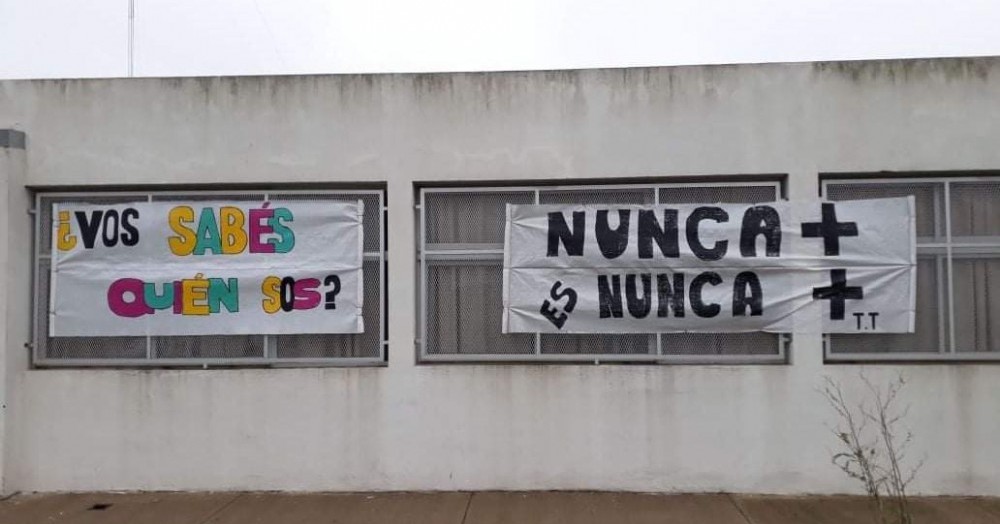 ¿VOS SABÉS
QUIÉN SOS?
NUNCA +
ES NUNCA +
T.T